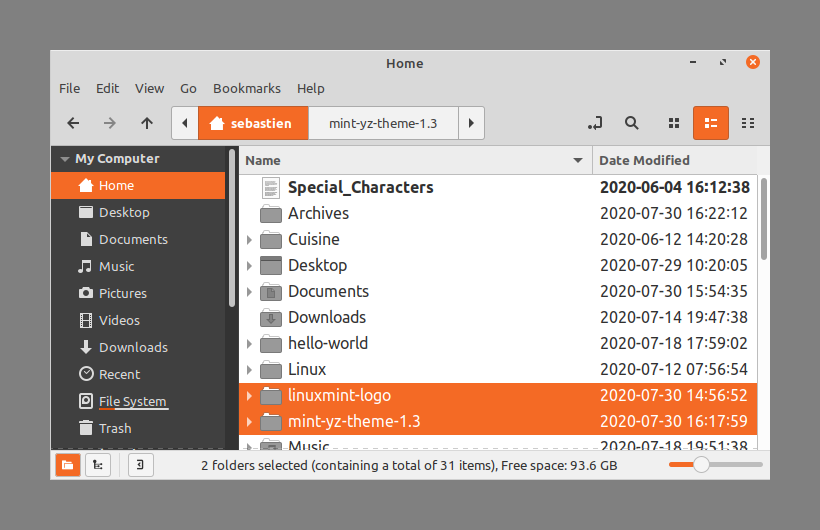 Home
File Edit View Go Bookmarks Help
sebastien mint-yz-theme-1.3
My Computer
Home
Desktop
Documents
Music
Pictures
Videos
Downloads
Recent
File System
Trash
Name Date Modified
Special_Characters 2020-06-04 16:12:38
Archives 2020-07-30 16:22:12
Cuisine 2020-06-12 14:20:28
Desktop 2020-07-29 10:20:05
Documents 2020-07-30 15:54:35
Downloads 2020-07-14 19:47:38
hello-world 2020-07-18 17:59:02
Linux 2020-07-12 07:56:54
linuxmint-logo 2020-07-30 14:56:52
mint-yz-theme-1.3 2020-07-30 16:17:59
Music 2020-07-18 19:51:38
2 folders selected (containing a total of 31 items), Free space: 93.6 GB